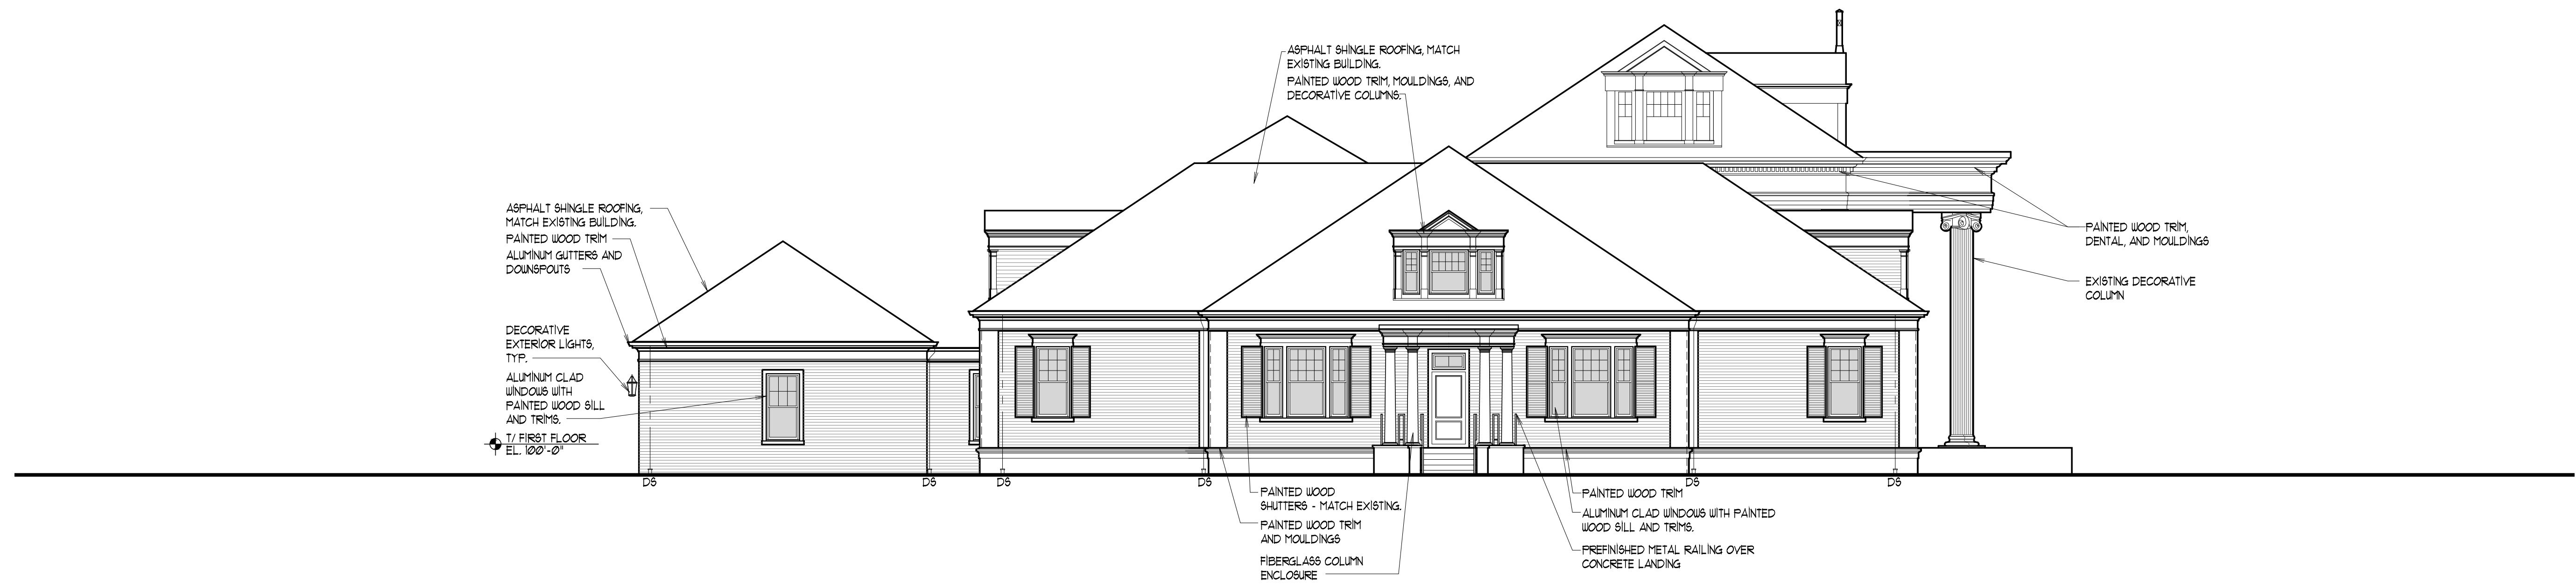 ASPHALT SHINGLE ROOFING, MATCH
EXISTING BUILDING.
PAINTED WOOD TRIM, MOULDINGS, AND
DECORATIVE COLUMNS.
ASPHALT SHINGLE ROOFING,
MATCH EXISTING BUILDING.
PAINTED WOOD TRIM
ALUMINUM GUTTERS AND
DOWNSPOUTS
DECORATIVE
EXTERIOR LIGHTS,
TYP.
ALUMINUM CLAD
WINDOWS WITH
PAINTED WOOD SILL
AND TRIMS.
T/ FIRST FLOOR
EL. 100'-0"
PAINTED WOOD TRIM,
DENTAL, AND MOULDINGS
EXISTING DECORATIVE
COLUMN
DS
DS
DS
DS
DS
DS
PAINTED WOOD
SHUTTERS - MATCH EXISTING.
PAINTED WOOD TRIM
AND MOULDINGS
FIBERGLASS COLUMN
ENCLOSURE
PAINTED WOOD TRIM
ALUMINUM CLAD WINDOWS WITH PAINTED
WOOD SILL AND TRIMS.
PREFINISHED METAL RAILING OVER
CONCRETE LANDING